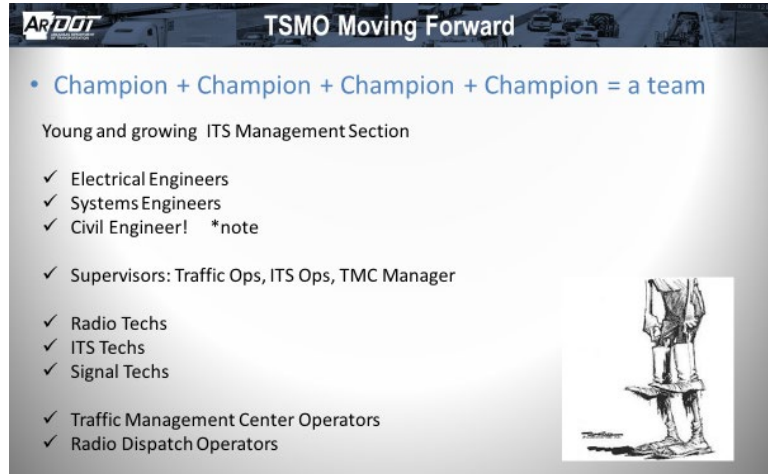 ARDOT
TSMO Moving Forward
• Champion + Champion + Champion + Champion = a team
Young and growing ITS Management Section
✓ Electrical Engineers
✓ Systems Engineers
✓ Civil Engineer! *note
✓ Supervisors: Traffic Ops, ITS Ops, TMC Manager
✓ Radio Techs
✓ ITS Techs
✓ Signal Techs
✓ Traffic Management Center Operators
✓ Radio Dispatch Operators